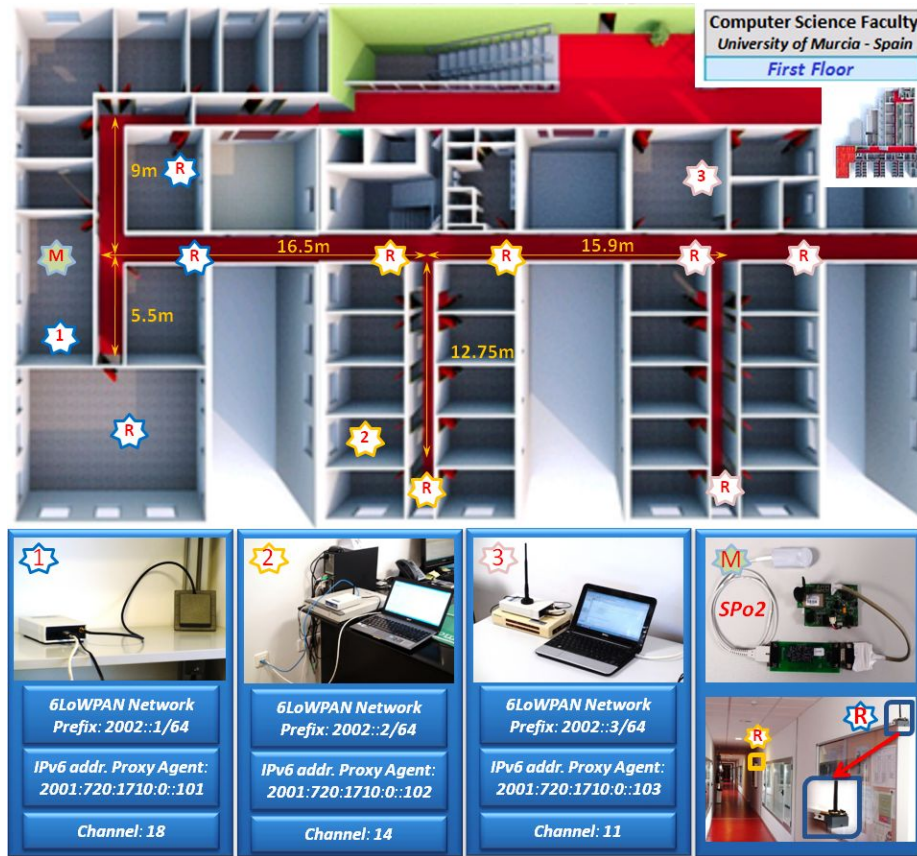 Computer Science Faculty
University of Murcia - Spain
First Floor
9m
R
3
M
R
16.5m
R
R
15.9m
R
R
1
5.5m
12.75m
R
2
R
R
1
2
3
M
SPo2
R
R
6LoWPAN Network
Prefix: 2002::1/64
IPv6 addr. Proxy Agent:
2001:720:1710:0::101
Channel: 18
6LoWPAN Network
Prefix: 2002::2/64
IPv6 addr. Proxy Agent:
2001:720:1710:0::102
Channel: 14
6LoWPAN Network
Prefix: 2002::3/64
IPv6 addr. Proxy Agent:
2001:720:1710:0::103
Channel: 11